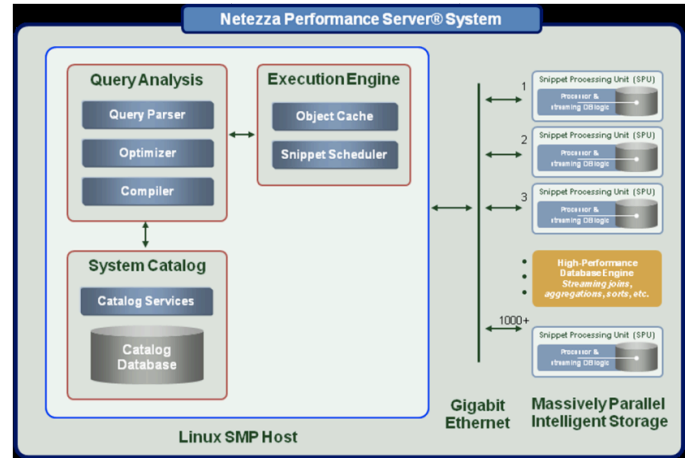 Netezza Performance Server® System
Query Analysis
Query Parser
Optimizer
Compiler
Execution Engine
Object Cache
Snippet Scheduler
System Catalog
Catalog Services
Catalog
Database
Linux SMP Host
Gigabit
Ethernet
1
Snippet Processing Unit (SPU)
Processor &
streaming DB logic
2
Snippet Processing Unit (SPU)
Processor &
streaming DB logic
3
Snippet Processing Unit (SPU)
Processor &
streaming DB logic
High-Performance
Database Engine
Streaming joins,
aggregations, sorts, etc.
1000+
Snippet Processing Unit (SPU)
Processor &
streaming DB logic
Massively Parallel
Intelligent Storage